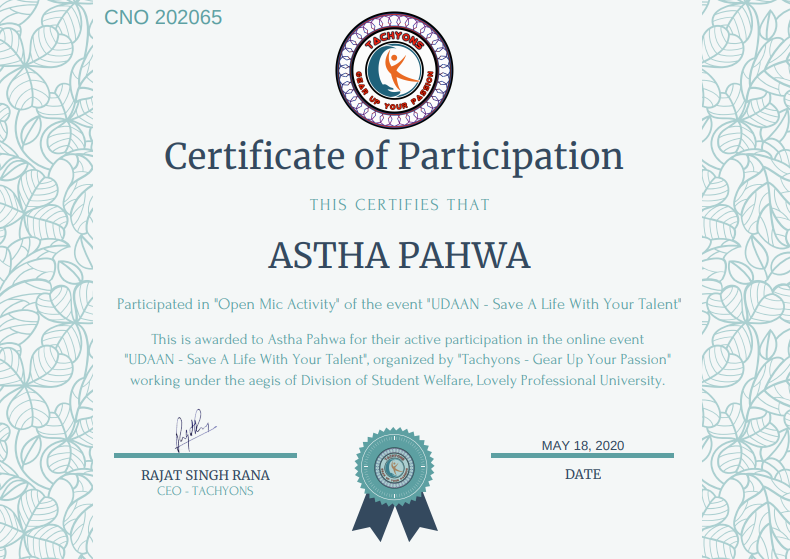 CNO 202065
TACHYONS
GEAR UP YOUR PASSION
Certificate of Participation
THIS CERTIFIES THAT
ASTHA PAHWA
Participated in "Open Mic Activity" of the event "UDAAN - Save A Life With Your Talent"
This is awarded to Astha Pahwa for their active participation in the online event
"UDAAN - Save A Life With Your Talent", organized by "Tachyons - Gear Up Your Passion"
working under the aegis of Division of Student Welfare, Lovely Professional University.
MAY 18, 2020
RAJAT SINGH RANA
DATE
CEO - TACHYONS